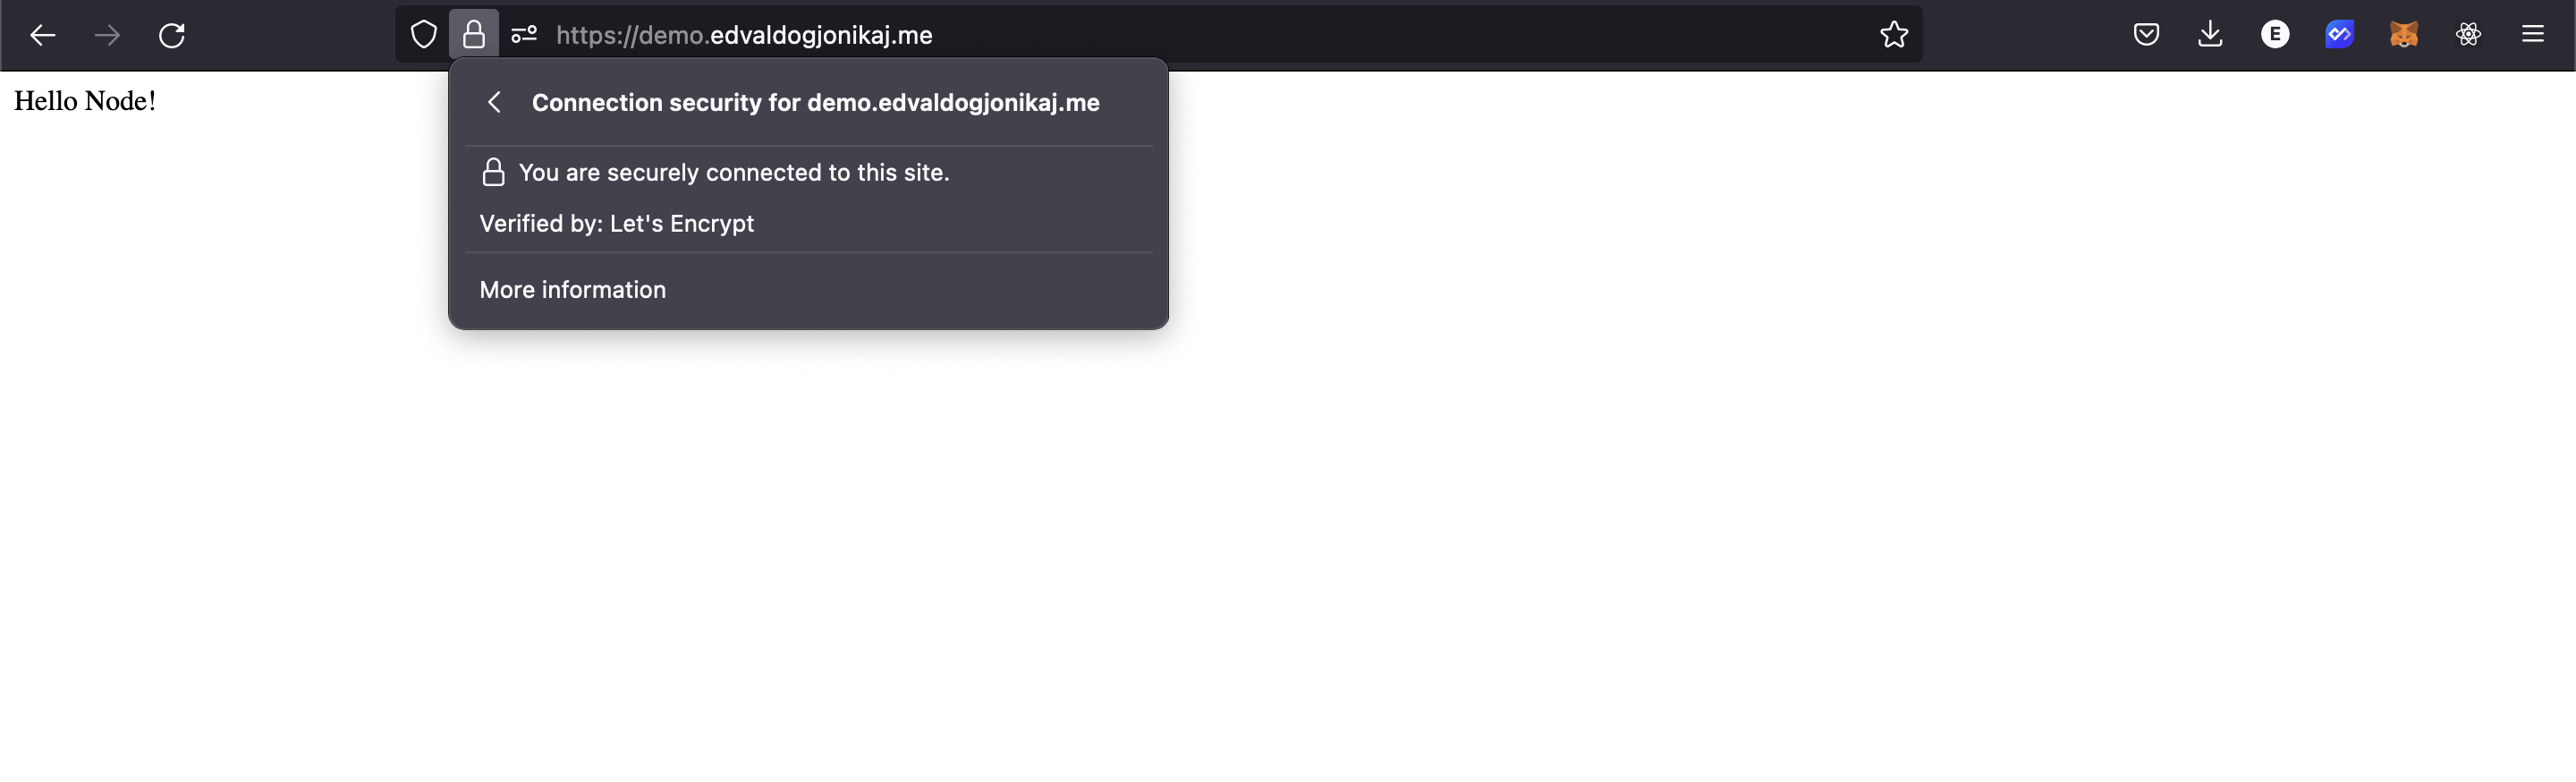 https://demo.edvaldogjonikaj.me
E
Hello Node!
Connection security for demo.edvaldogjonikaj.me
You are securely connected to this site.
Verified by: Let's Encrypt
More information